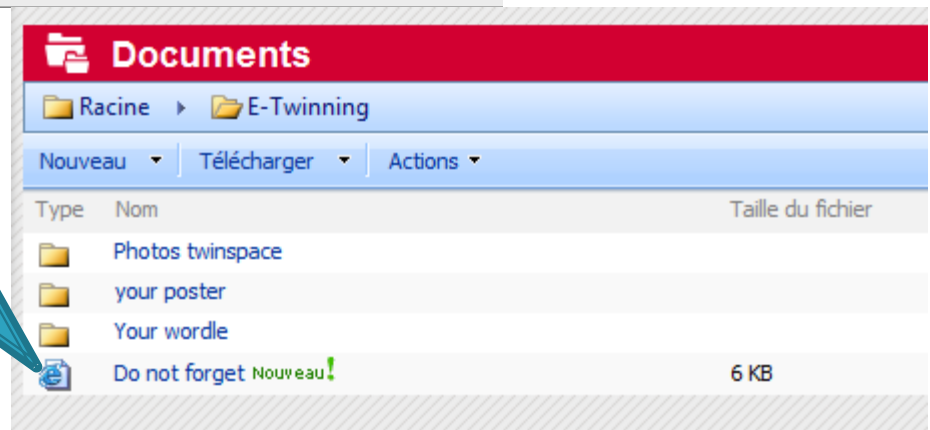 Documents
Racine E-Twinning
Nouveau Télécharger Actions
Type Nom Taille du fichier
Photos twinspace
your poster
Your wordle
Do not forget Nouveau! 6 KB